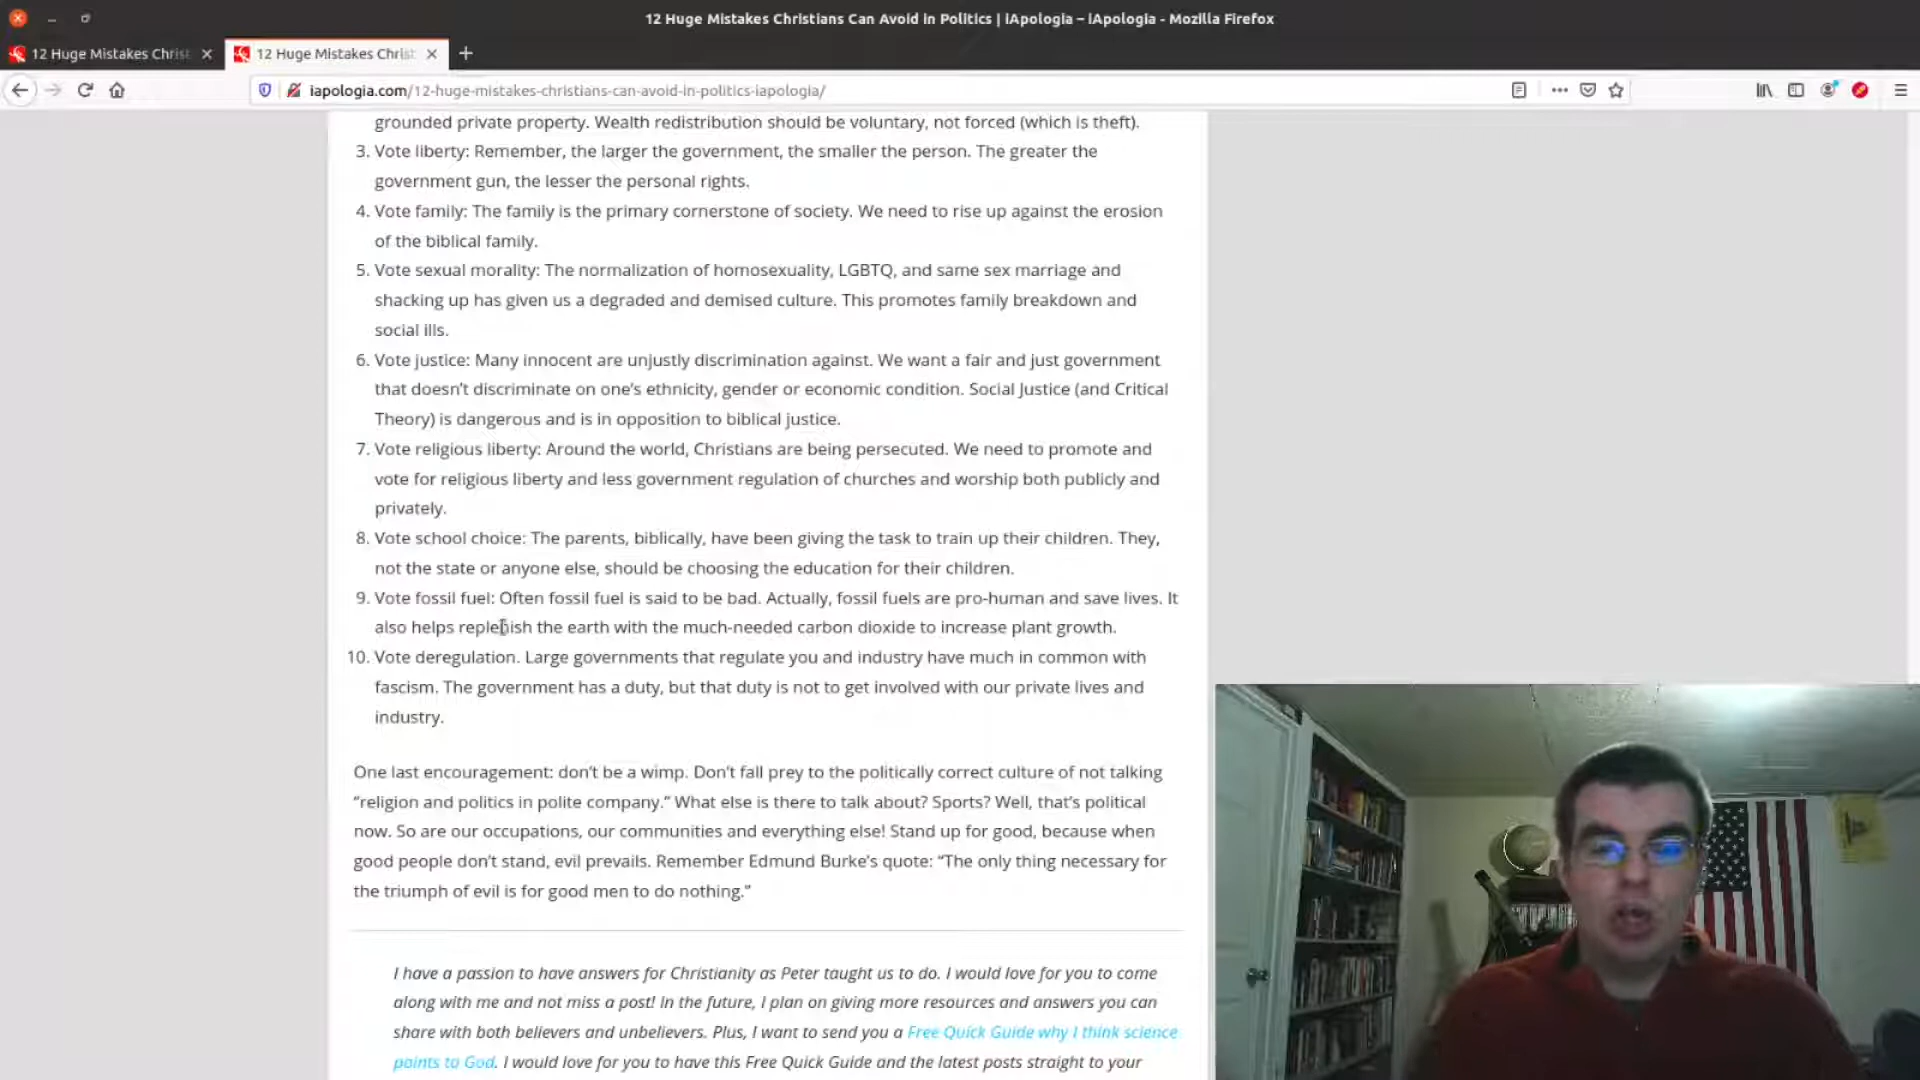 12 Huge Mistakes Christians Can Avoid in Politics | iApologia – iApologia - Mozilla Firefox
12 Huge Mistakes Christ
12 Huge Mistakes Christ
iapologia.com/12-huge-mistakes-christians-can-avoid-in-politics-iapologia/
grounded private property. Wealth redistribution should be voluntary, not forced (which is theft).
3. Vote liberty: Remember, the larger the government, the smaller the person. The greater the
government gun, the lesser the personal rights.
4. Vote family: The family is the primary cornerstone of society. We need to rise up against the erosion
of the biblical family.
5. Vote sexual morality: The normalization of homosexuality, LGBTQ, and same sex marriage and
shacking up has given us a degraded and demised culture. This promotes family breakdown and
social ills.
6. Vote justice: Many innocent are unjustly discrimination against. We want a fair and just government
that doesn’t discriminate on one’s ethnicity, gender or economic condition. Social Justice (and Critical
Theory) is dangerous and is in opposition to biblical justice.
7. Vote religious liberty: Around the world, Christians are being persecuted. We need to promote and
vote for religious liberty and less government regulation of churches and worship both publicly and
privately.
8. Vote school choice: The parents, biblically, have been giving the task to train up their children. They,
not the state or anyone else, should be choosing the education for their children.
9. Vote fossil fuel: Often fossil fuel is said to be bad. Actually, fossil fuels are pro-human and save lives. It
also helps replenish the earth with the much-needed carbon dioxide to increase plant growth.
10. Vote deregulation. Large governments that regulate you and industry have much in common with
fascism. The government has a duty, but that duty is not to get involved with our private lives and
industry.
One last encouragement: don’t be a wimp. Don’t fall prey to the politically correct culture of not talking
“religion and politics in polite company.” What else is there to talk about? Sports? Well, that’s political
now. So are our occupations, our communities and everything else! Stand up for good, because when
good people don’t stand, evil prevails. Remember Edmund Burke’s quote: “The only thing necessary for
the triumph of evil is for good men to do nothing.”
I have a passion to have answers for Christianity as Peter taught us to do. I would love for you to come
along with me and not miss a post! In the future, I plan on giving more resources and answers you can
share with both believers and unbelievers. Plus, I want to send you a Free Quick Guide why I think science
points to God. I would love for you to have this Free Quick Guide and the latest posts straight to your